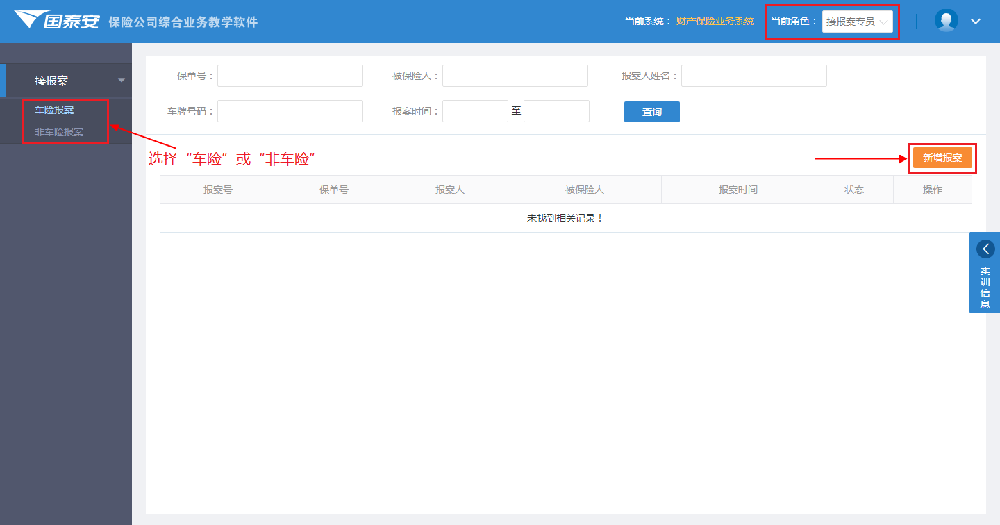 国泰安 保险公司综合业务教学软件
当前系统： 财产保险业务系统 当前角色： 接报案专员
接报案
车险报案
非车险报案
保单号： 被保险人： 报案人姓名：
车牌号码： 报案时间： 至 查询
选择“车险”或“非车险”
新增报案
报案号 保单号 报案人 被保险人 报案时间 状态 操作
未找到相关记录！
实训信息